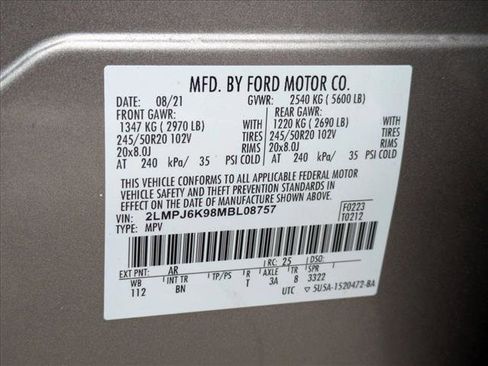 MFD. BY FORD MOTOR CO.
DATE: 08/21 GVWR: 2540 KG ( 5600 LB)
FRONT GAWR: REAR GAWR:
1347 KG ( 2970 LB) WITH 1220 KG ( 2690 LB) WITH
245/50R20 102V TIRES 245/50R20 102V TIRES
20x8.0J RIMS 20x8.0J RIMS
AT 240 kPa/ 35 PSI COLD AT 240 kPa/ 35 PSI COLD
THIS VEHICLE CONFORMS TO ALL APPLICABLE FEDERAL MOTOR
VEHICLE SAFETY AND THEFT PREVENTION STANDARDS IN
EFFECT ON THE DATE OF MANUFACTURE SHOWN ABOVE.
VIN: 2LMPJ6K98MBL08757 F0223
TYPE: MPV T0212
EXT PNT: AR RC: 25 DSO:
WB INT TR TP/PS R AXLE TR SPR
112 BN T 3A 8 3322
UTC ▽5U5A-1520472-BA